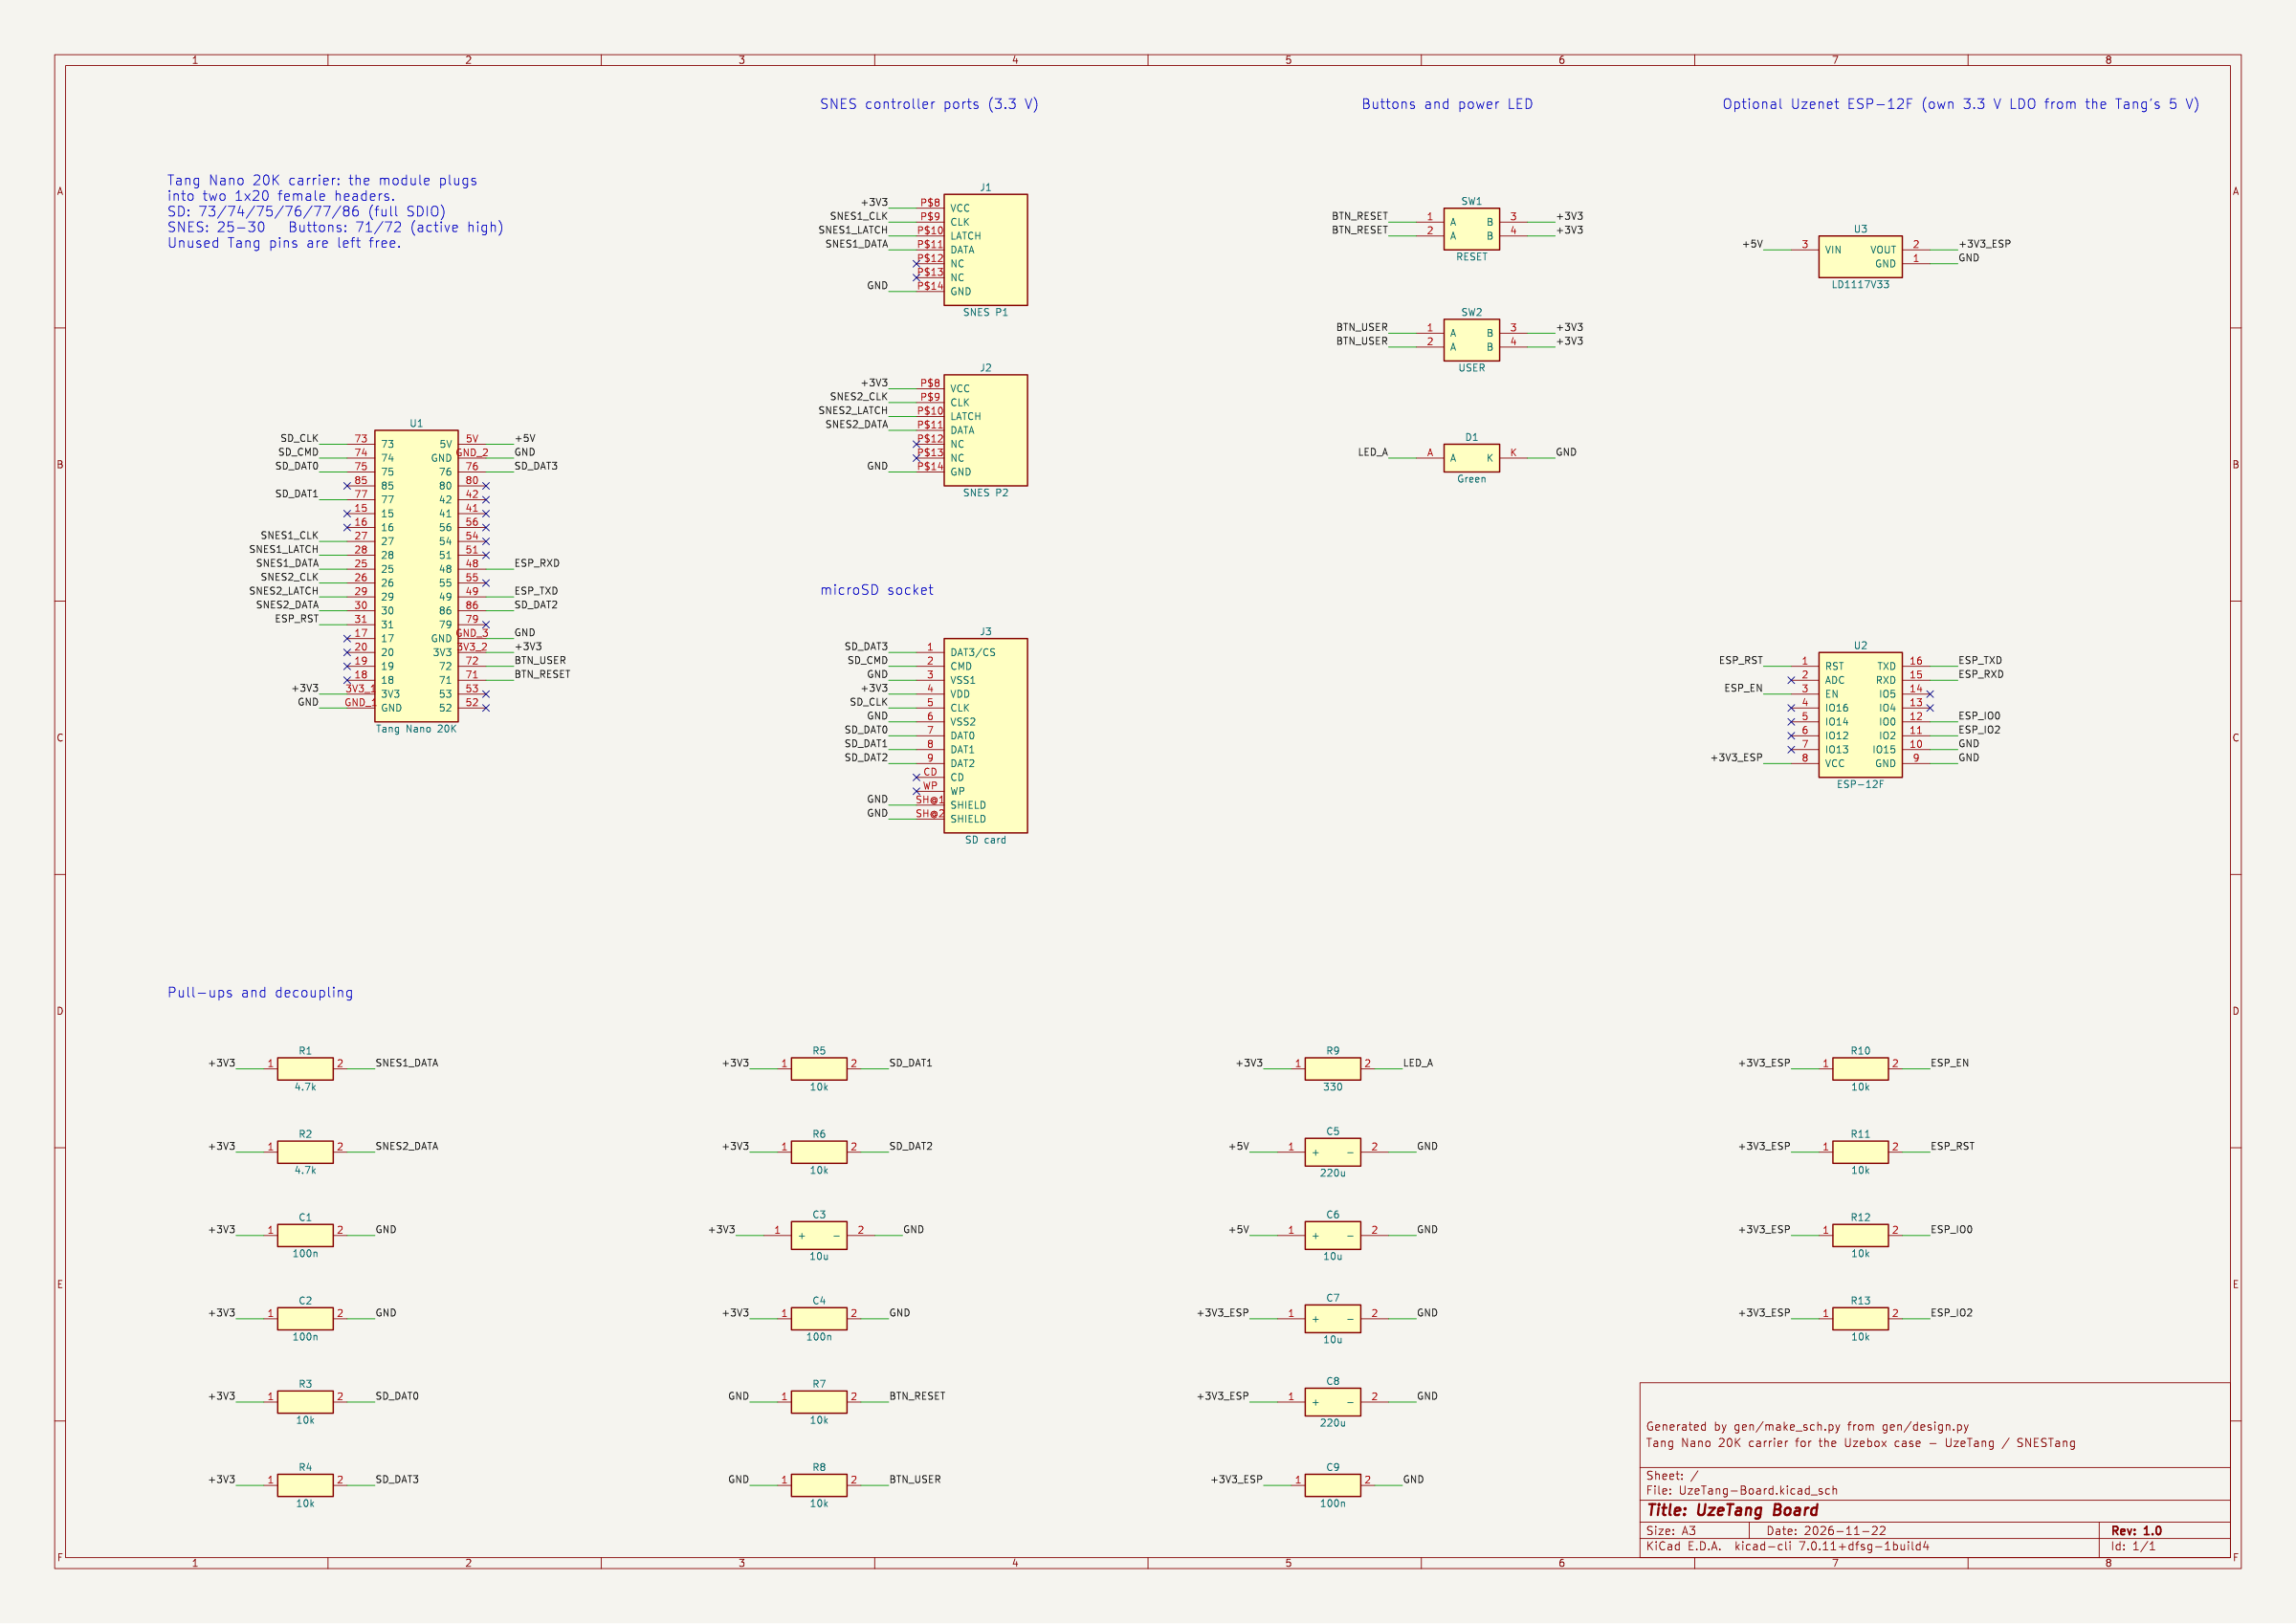 1 2 3 4 5 6 7 8
A A
B B
C C
D D
E E
F F
SNES controller ports (3.3 V)
Buttons and power LED
Optional Uzenet ESP-12F (own 3.3 V LDO from the Tang's 5 V)
Tang Nano 20K carrier: the module plugs
into two 1x20 female headers.
SD: 73/74/75/76/77/86 (full SDIO)
SNES: 25-30   Buttons: 71/72 (active high)
Unused Tang pins are left free.
J1
+3V3 P$8 VCC
SNES1_CLK P$9 CLK
SNES1_LATCH P$10 LATCH
SNES1_DATA P$11 DATA
P$12 NC
P$13 NC
GND P$14 GND
SNES P1
SW1
BTN_RESET 1 A B 3 +3V3
BTN_RESET 2 A B 4 +3V3
RESET
U3
+5V 3 VIN VOUT 2 +3V3_ESP
GND 1 GND
LD1117V33
SW2
BTN_USER 1 A B 3 +3V3
BTN_USER 2 A B 4 +3V3
USER
J2
+3V3 P$8 VCC
SNES2_CLK P$9 CLK
SNES2_LATCH P$10 LATCH
SNES2_DATA P$11 DATA
P$12 NC
P$13 NC
GND P$14 GND
SNES P2
D1
LED_A A A K K GND
Green
U1
SD_CLK 73 73 5V 5V +5V
SD_CMD 74 74 GND GND_2 GND
SD_DAT0 75 75 76 76 SD_DAT3
85 85 80 80
SD_DAT1 77 77 42 42
15 15 41 41
16 16 56 56
SNES1_CLK 27 27 54 54
SNES1_LATCH 28 28 51 51
SNES1_DATA 25 25 48 48 ESP_RXD
SNES2_CLK 26 26 55 55
SNES2_LATCH 29 29 49 49 ESP_TXD
SNES2_DATA 30 30 86 86 SD_DAT2
ESP_RST 31 31 79 79
17 17 GND GND_3 GND
20 20 3V3 3V3_2 +3V3
19 19 72 72 BTN_USER
18 18 71 71 BTN_RESET
+3V3 3V3_1 3V3 53 53
GND GND_1 GND 52 52
Tang Nano 20K
microSD socket
J3
SD_DAT3 1 DAT3/CS
SD_CMD 2 CMD
GND 3 VSS1
+3V3 4 VDD
SD_CLK 5 CLK
GND 6 VSS2
SD_DAT0 7 DAT0
SD_DAT1 8 DAT1
SD_DAT2 9 DAT2
CD CD
WP WP
GND SH@1 SHIELD
GND SH@2 SHIELD
SD card
U2
ESP_RST 1 RST TXD 16 ESP_TXD
2 ADC RXD 15 ESP_RXD
ESP_EN 3 EN IO5 14
4 IO16 IO4 13
5 IO14 IO0 12 ESP_IO0
6 IO12 IO2 11 ESP_IO2
7 IO13 IO15 10 GND
+3V3_ESP 8 VCC GND 9 GND
ESP-12F
Pull-ups and decoupling
R1
+3V3 1 2 SNES1_DATA
4.7k
R5
+3V3 1 2 SD_DAT1
10k
R9
+3V3 1 2 LED_A
330
R10
+3V3_ESP 1 2 ESP_EN
10k
R2
+3V3 1 2 SNES2_DATA
4.7k
R6
+3V3 1 2 SD_DAT2
10k
C5
+5V 1 + - 2 GND
220u
R11
+3V3_ESP 1 2 ESP_RST
10k
C1
+3V3 1 2 GND
100n
C3
+3V3 1 + - 2 GND
10u
C6
+5V 1 + - 2 GND
10u
R12
+3V3_ESP 1 2 ESP_IO0
10k
C2
+3V3 1 2 GND
100n
C4
+3V3 1 2 GND
100n
C7
+3V3_ESP 1 + - 2 GND
10u
R13
+3V3_ESP 1 2 ESP_IO2
10k
R3
+3V3 1 2 SD_DAT0
10k
R7
GND 1 2 BTN_RESET
10k
C8
+3V3_ESP 1 + - 2 GND
220u
R4
+3V3 1 2 SD_DAT3
10k
R8
GND 1 2 BTN_USER
10k
C9
+3V3_ESP 1 2 GND
100n
Generated by gen/make_sch.py from gen/design.py
Tang Nano 20K carrier for the Uzebox case - UzeTang / SNESTang
Sheet: /
File: UzeTang-Board.kicad_sch
Title: UzeTang Board
Size: A3 Date: 2026-11-22 Rev: 1.0
KiCad E.D.A. kicad-cli 7.0.11+dfsg-1build4 Id: 1/1
1 2 3 4 5 6 7 8